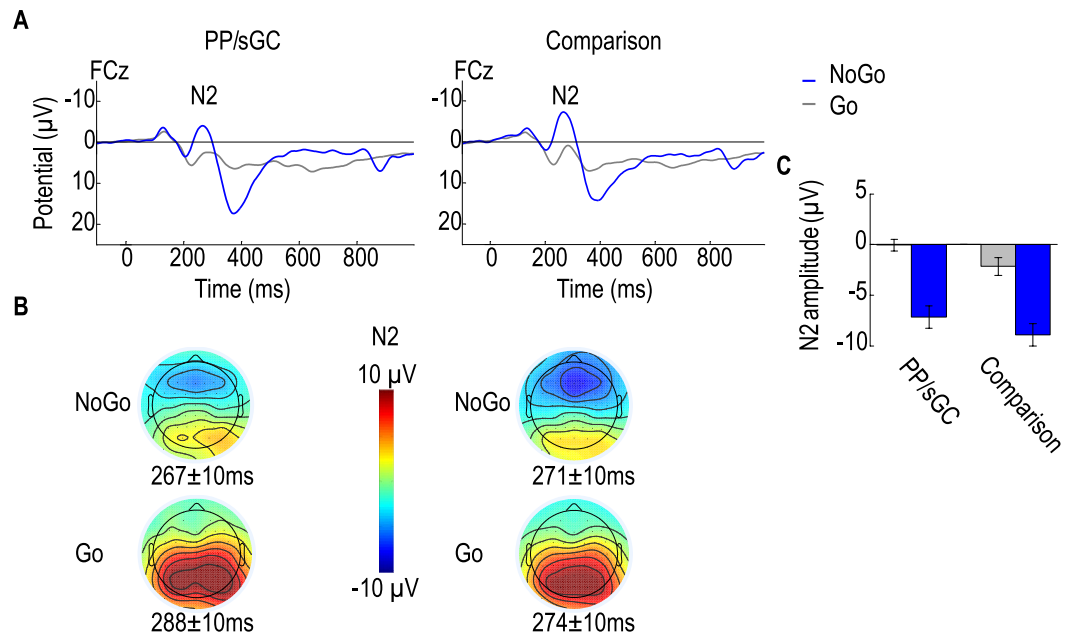 A
PP/sGC
Comparison
NoGo
Go
FCz
N2
-10
0
10
20
Potential (µV)
0
200
400
600
800
Time (ms)
FCz
N2
-10
0
10
20
0
200
400
600
800
Time (ms)
C
5
0
-5
-10
N2 amplitude (µV)
PP/sGC
Comparison
B
N2
10 µV
-10 µV
NoGo
267±10ms
NoGo
271±10ms
Go
288±10ms
Go
274±10ms